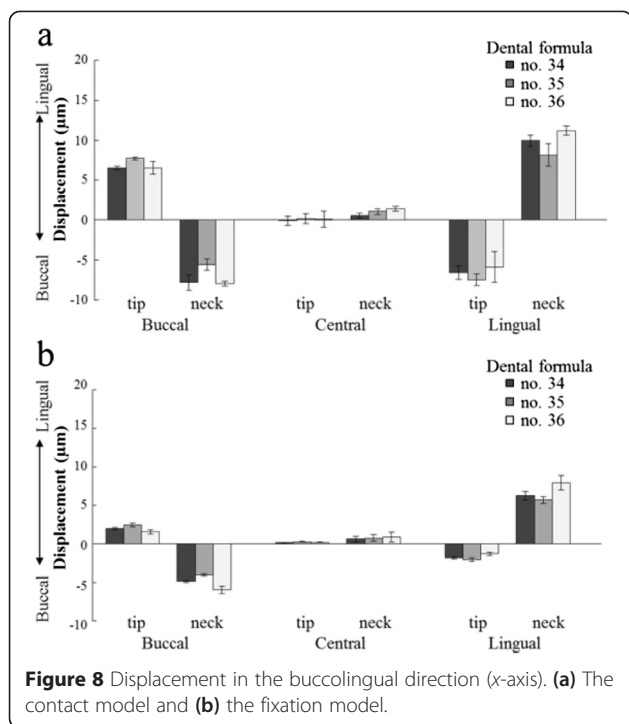 a
Dental formula
no. 34
no. 35
no. 36
Lingual
Displacement (μm)
Buccal
20
15
10
5
0
-5
-10
tip neck tip neck tip neck
Buccal Central Lingual
b
Dental formula
no. 34
no. 35
no. 36
Lingual
Displacement (μm)
Buccal
20
15
10
5
0
-5
-10
tip neck tip neck tip neck
Buccal Central Lingual
Figure 8 Displacement in the buccolingual direction (x-axis). (a) The
contact model and (b) the fixation model.